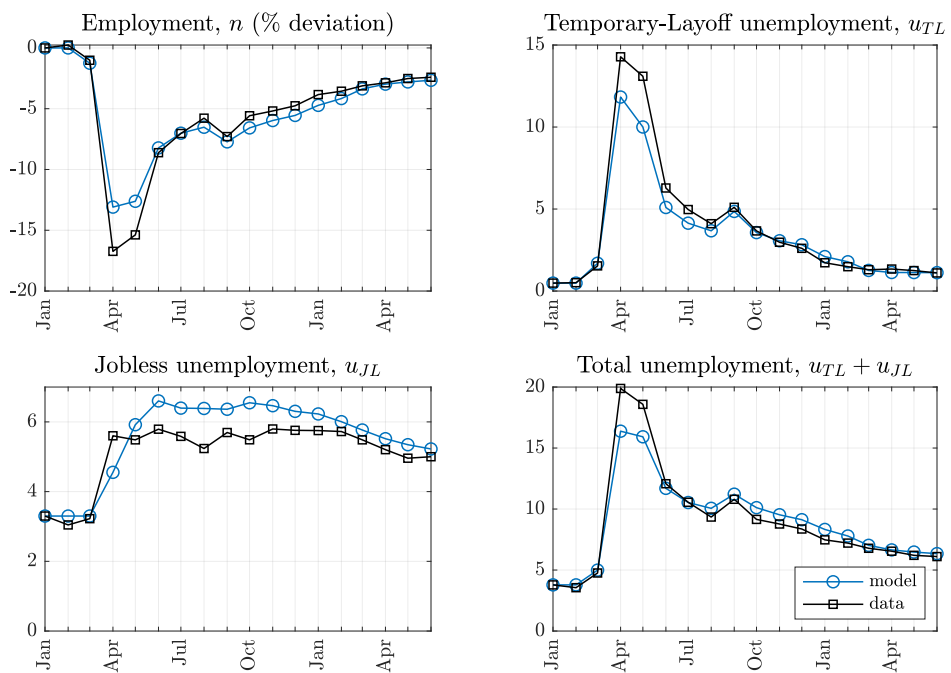 Employment, n (% deviation)
0
-5
-10
-15
-20
Jan
Apr
Jul
Oct
Jan
Apr
Temporary-Layoff unemployment, u_TL
15
10
5
0
Jan
Apr
Jul
Oct
Jan
Apr
Jobless unemployment, u_JL
6
4
2
0
Jan
Apr
Jul
Oct
Jan
Apr
Total unemployment, u_TL + u_JL
20
15
10
5
0
Jan
Apr
Jul
Oct
Jan
Apr
model
data